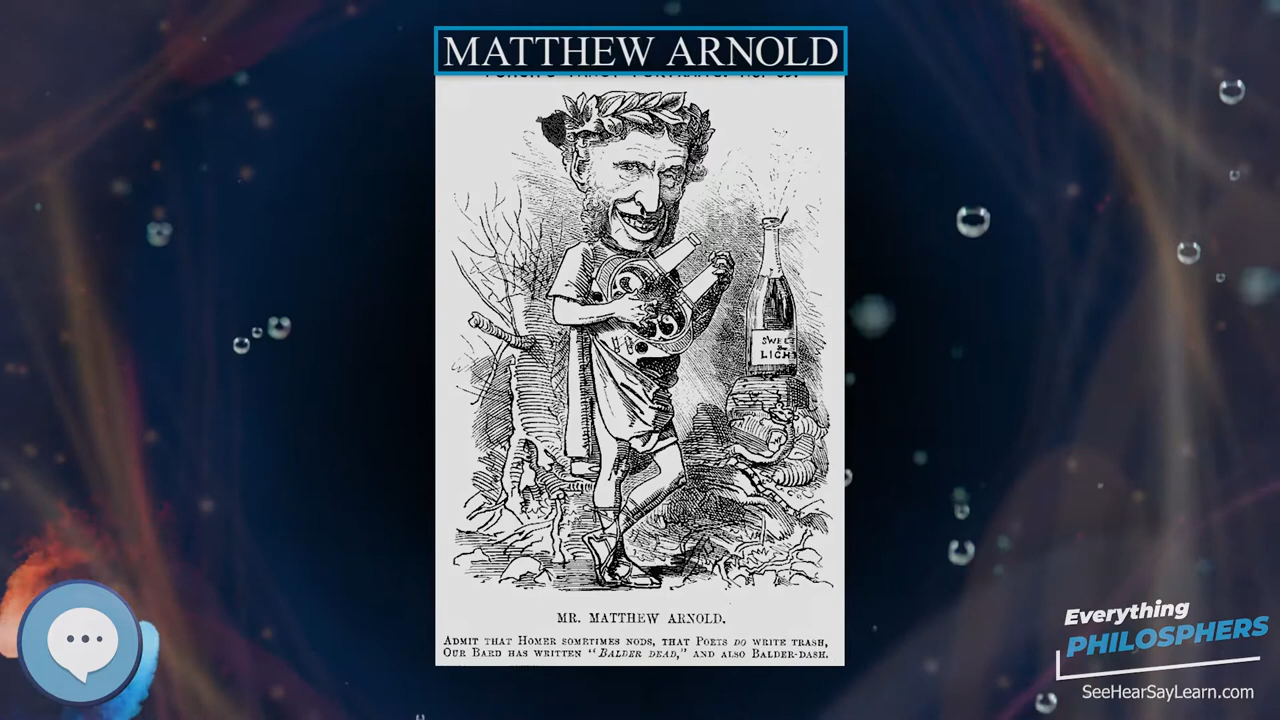 MATTHEW ARNOLD
SWEET
&
LIGHT
MR. MATTHEW ARNOLD.
ADMIT THAT HOMER SOMETIMES NODS, THAT POETS DO WRITE TRASH,
OUR BARD HAS WRITTEN "BALDER DEAD," AND ALSO BALDER-DASH.
Everything
PHILOSPHERS
SeeHearSayLearn.com